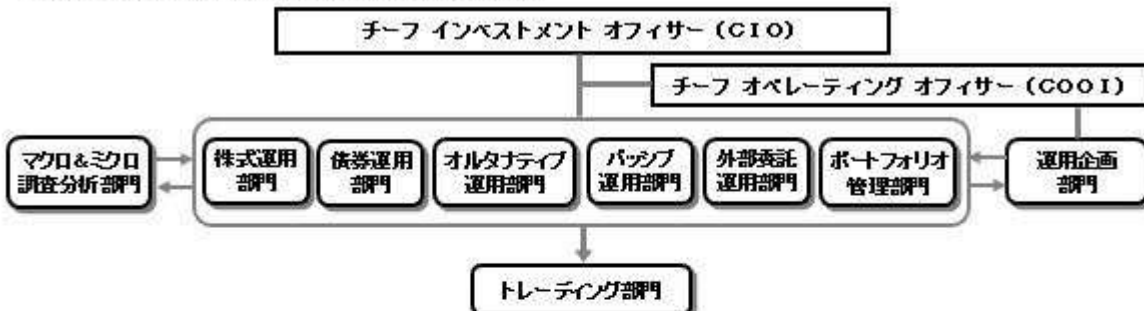 チーフ インベストメント オフィサー (CIO)
チーフ オペレーティング オフィサー (COOI)
マクロ&ミクロ
調査分析部門
株式運用
部門
債券運用
部門
オルタナティブ
運用部門
パッシブ
運用部門
外部委託
運用部門
ポートフォリオ
管理部門
運用企画
部門
トレーディング部門